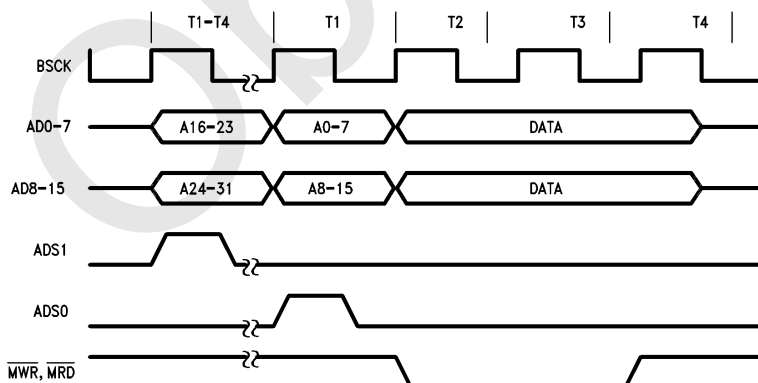 T1-T4 T1 T2 T3 T4
BSCK
AD0-7 A16-23 A0-7 DATA
AD8-15 A24-31 A8-15 DATA
ADS1
ADS0
MWR, MRD